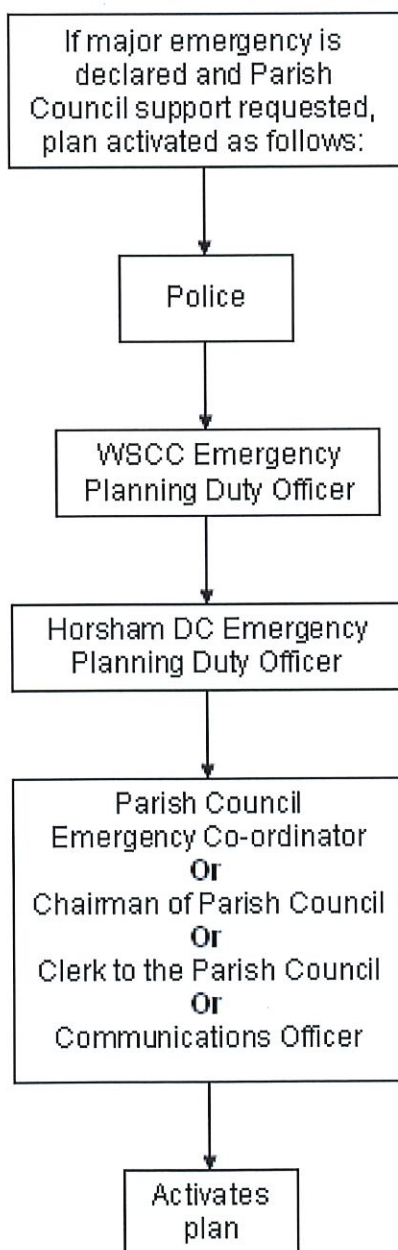 If major emergency is
declared and Parish
Council support requested,
plan activated as follows:
Police
WSCC Emergency
Planning Duty Officer
Horsham DC Emergency
Planning Duty Officer
Parish Council
Emergency Co-ordinator
Or
Chairman of Parish Council
Or
Clerk to the Parish Council
Or
Communications Officer
Activates
plan